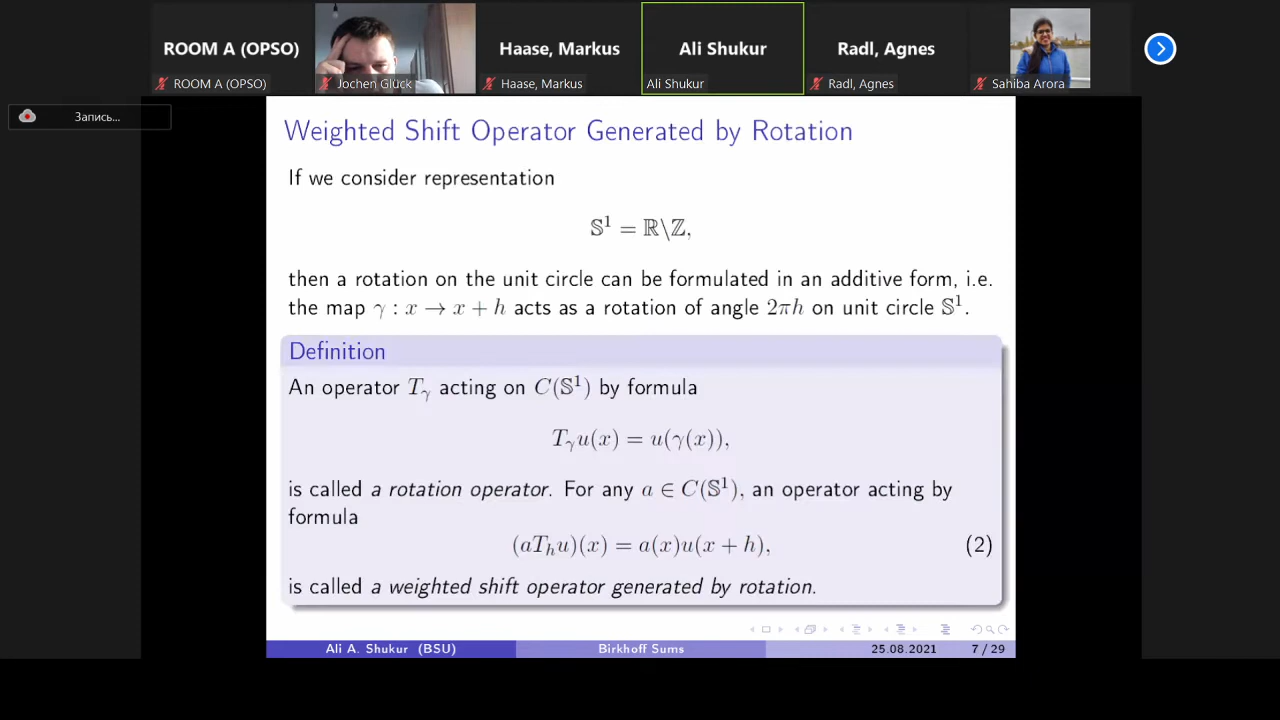 ROOM A (OPSO)
Haase, Markus
Ali Shukur
Radl, Agnes
ROOM A (OPSO)
Jochen Glück
Haase, Markus
Ali Shukur
Radl, Agnes
Sahiba Arora
Запись...
Weighted Shift Operator Generated by Rotation
If we consider representation
𝕊¹ = ℝ\ℤ,
then a rotation on the unit circle can be formulated in an additive form, i.e.
the map γ : x → x + h acts as a rotation of angle 2πh on unit circle 𝕊¹.
Definition
An operator T_γ acting on C(𝕊¹) by formula
T_γu(x) = u(γ(x)),
is called a rotation operator. For any a ∈ C(𝕊¹), an operator acting by
formula
(aT_hu)(x) = a(x)u(x + h), (2)
is called a weighted shift operator generated by rotation.
Ali A. Shukur (BSU) Birkhoff Sums 25.08.2021 7 / 29